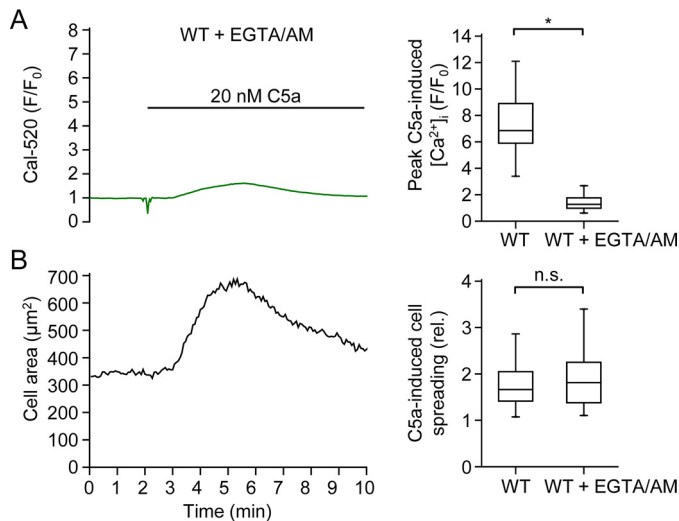 A
WT + EGTA/AM
20 nM C5a
Cal-520 (F/F₀)
8
7
6
5
4
3
2
1
0
*
Peak C5a-induced
[Ca²⁺]ᵢ (F/F₀)
14
12
10
8
6
4
2
0
WT WT + EGTA/AM
B
Cell area (µm²)
700
600
500
400
300
200
100
0
0 1 2 3 4 5 6 7 8 9 10
Time (min)
n.s.
C5a-induced cell
spreading (rel.)
4
3
2
1
0
WT WT + EGTA/AM